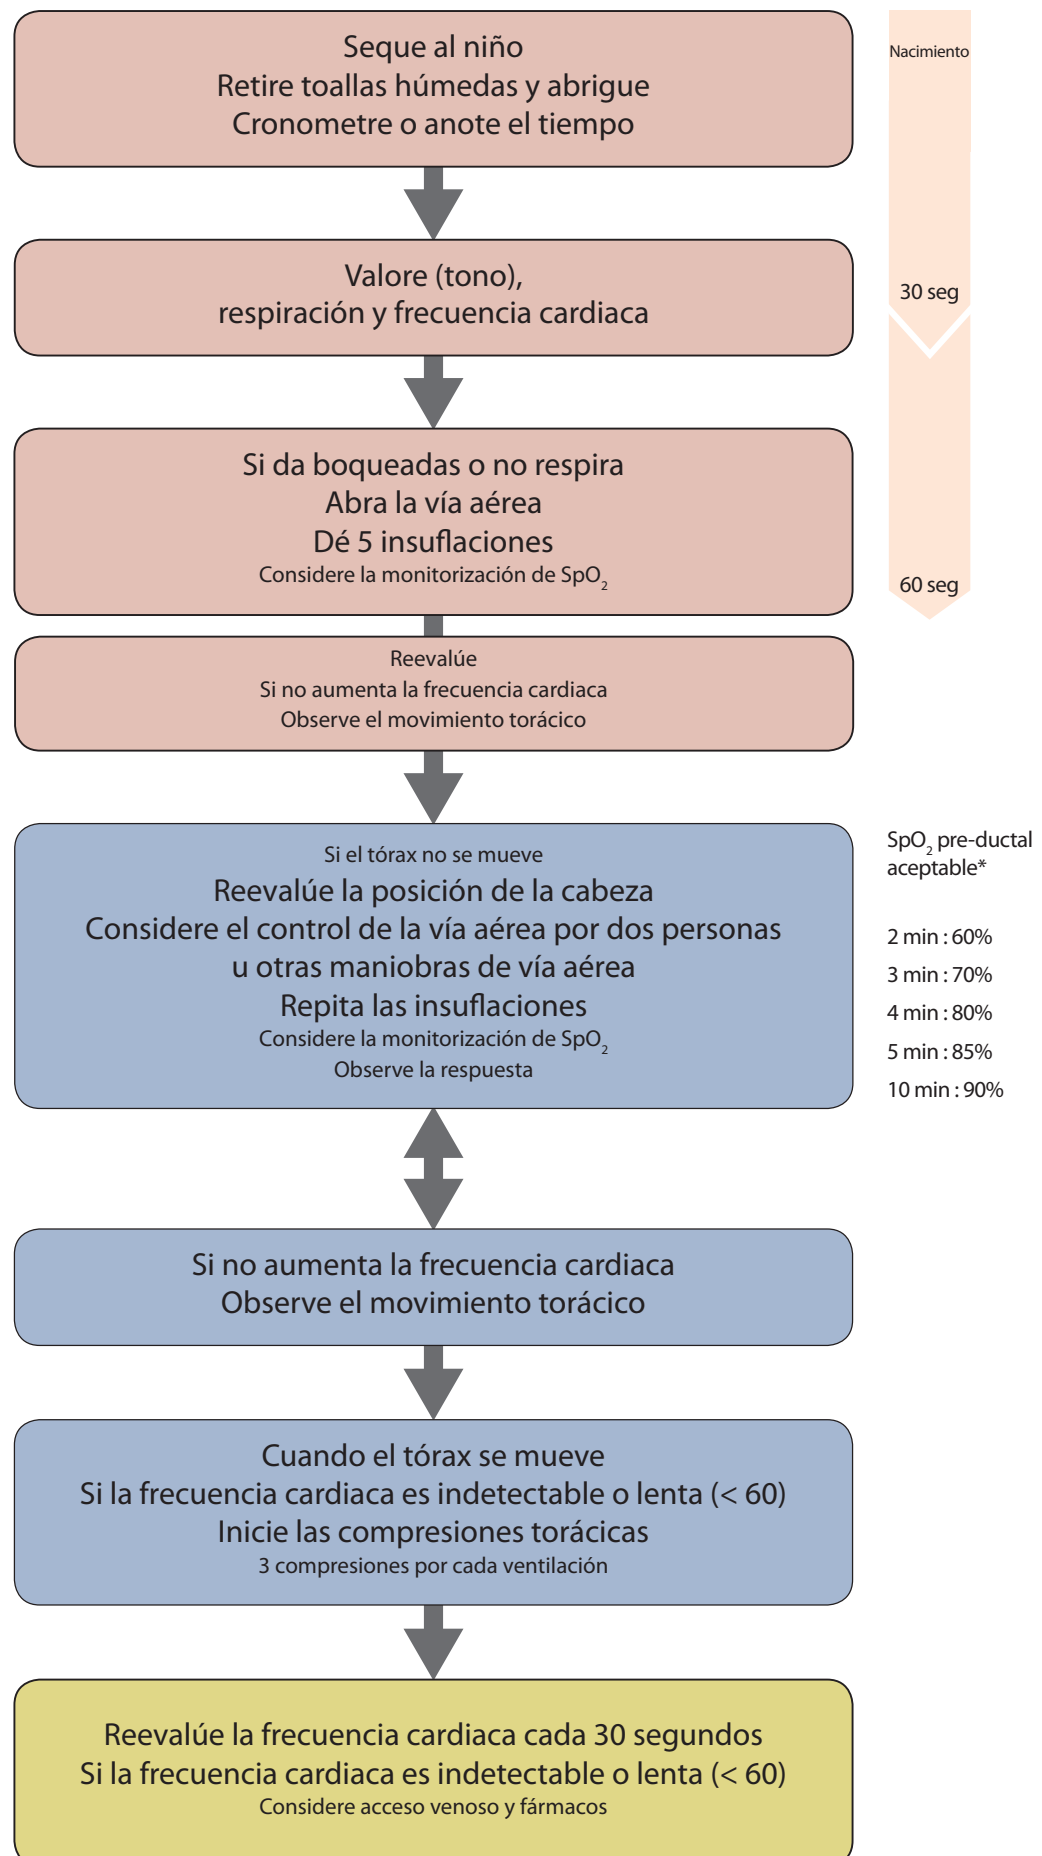 Seque al niño
Retire toallas húmedas y abrigue
Cronometre o anote el tiempo
Nacimiento
Valore (tono),
respiración y frecuencia cardiaca
30 seg
Si da boqueadas o no respira
Abra la vía aérea
Dé 5 insuflaciones
Considere la monitorización de SpO₂
60 seg
Reevalúe
Si no aumenta la frecuencia cardiaca
Observe el movimiento torácico
Si el tórax no se mueve
Reevalúe la posición de la cabeza
Considere el control de la vía aérea por dos personas
u otras maniobras de vía aérea
Repita las insuflaciones
Considere la monitorización de SpO₂
Observe la respuesta
SpO₂ pre-ductal
aceptable*
2 min : 60%
3 min : 70%
4 min : 80%
5 min : 85%
10 min : 90%
Si no aumenta la frecuencia cardiaca
Observe el movimiento torácico
Cuando el tórax se mueve
Si la frecuencia cardiaca es indetectable o lenta (< 60)
Inicie las compresiones torácicas
3 compresiones por cada ventilación
Reevalúe la frecuencia cardiaca cada 30 segundos
Si la frecuencia cardiaca es indetectable o lenta (< 60)
Considere acceso venoso y fármacos